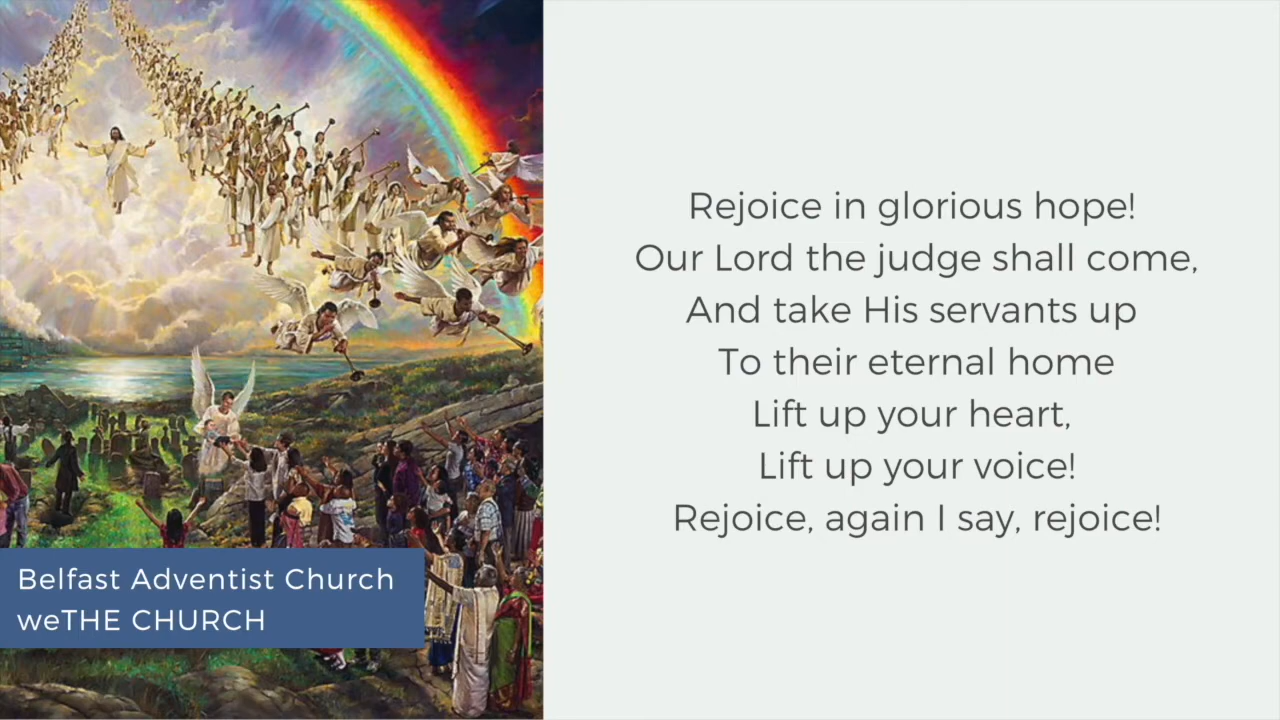 Rejoice in glorious hope!
Our Lord the judge shall come,
And take His servants up
To their eternal home
Lift up your heart,
Lift up your voice!
Rejoice, again I say, rejoice!
Belfast Adventist Church
weTHE CHURCH